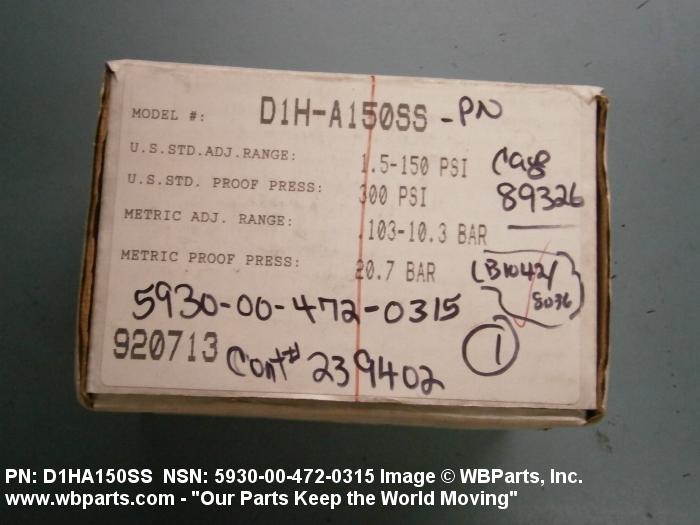 MODEL #: D1H-A150SS - PN
U.S.STD.ADJ.RANGE: 1.5-150 PSI Cage
U.S.STD. PROOF PRESS: 300 PSI 89326
METRIC ADJ. RANGE: .103-10.3 BAR
METRIC PROOF PRESS: 20.7 BAR (B1042/
8036
5930-00-472-0315
920713 Cont# 239402 1
PN: D1HA150SS NSN: 5930-00-472-0315 Image © WBParts, Inc.
www.wbparts.com - "Our Parts Keep the World Moving"